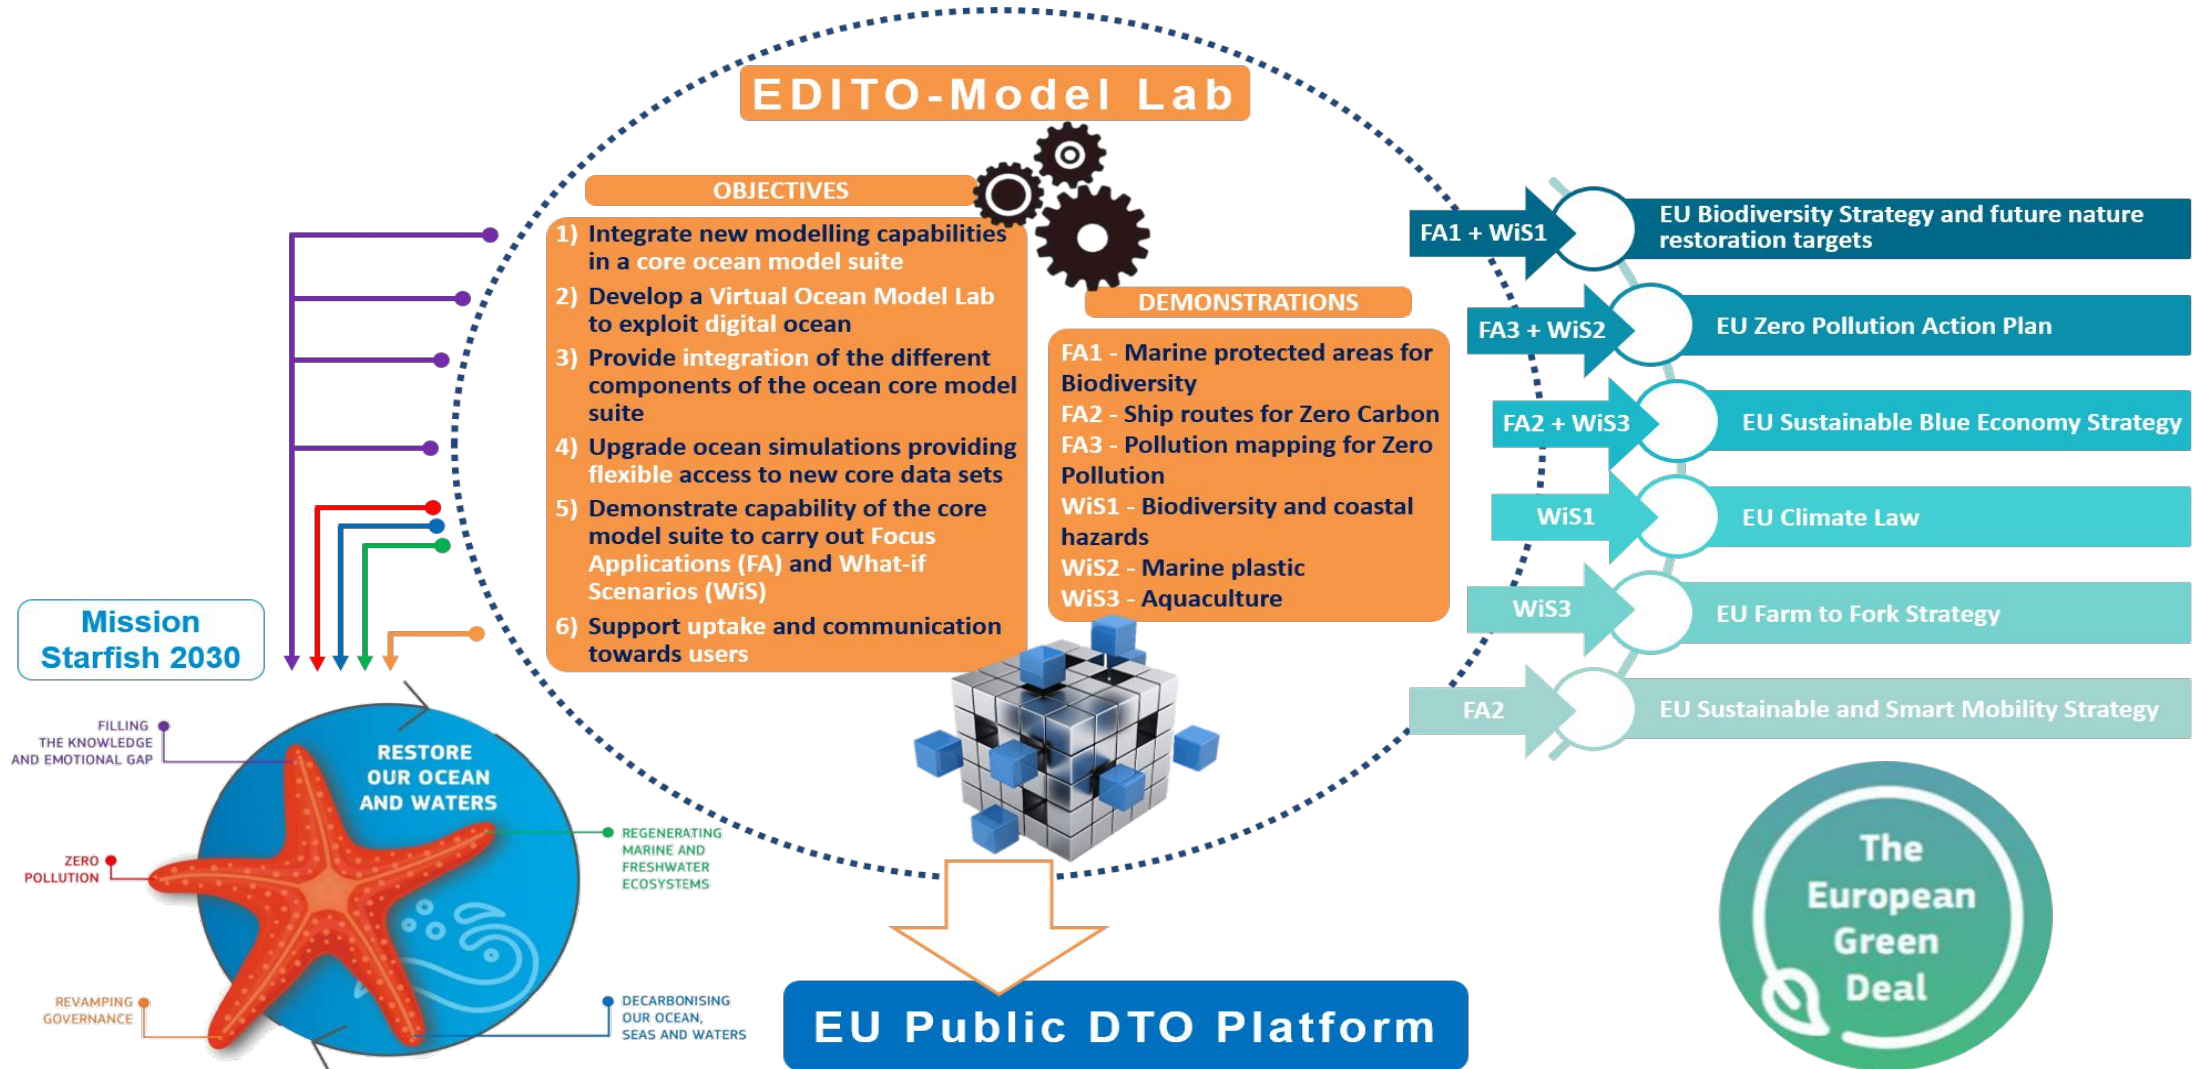 EDITO-Model Lab
OBJECTIVES
1) Integrate new modelling capabilities
in a core ocean model suite
2) Develop a Virtual Ocean Model Lab
to exploit digital ocean
3) Provide integration of the different
components of the ocean core model
suite
4) Upgrade ocean simulations providing
flexible access to new core data sets
5) Demonstrate capability of the core
model suite to carry out Focus
Applications (FA) and What-if
Scenarios (WiS)
6) Support uptake and communication
towards users
DEMONSTRATIONS
FA1 - Marine protected areas for
Biodiversity
FA2 - Ship routes for Zero Carbon
FA3 - Pollution mapping for Zero
Pollution
WiS1 - Biodiversity and coastal
hazards
WiS2 - Marine plastic
WiS3 - Aquaculture
FA1 + WiS1
EU Biodiversity Strategy and future nature
restoration targets
FA3 + WiS2
EU Zero Pollution Action Plan
FA2 + WiS3
EU Sustainable Blue Economy Strategy
WiS1
EU Climate Law
WiS3
EU Farm to Fork Strategy
FA2
EU Sustainable and Smart Mobility Strategy
Mission
Starfish 2030
FILLING
THE KNOWLEDGE
AND EMOTIONAL GAP
RESTORE
OUR OCEAN
AND WATERS
ZERO
POLLUTION
REGENERATING
MARINE AND
FRESHWATER
ECOSYSTEMS
REVAMPING
GOVERNANCE
DECARBONISING
OUR OCEAN,
SEAS AND WATERS
EU Public DTO Platform
The
European
Green
Deal